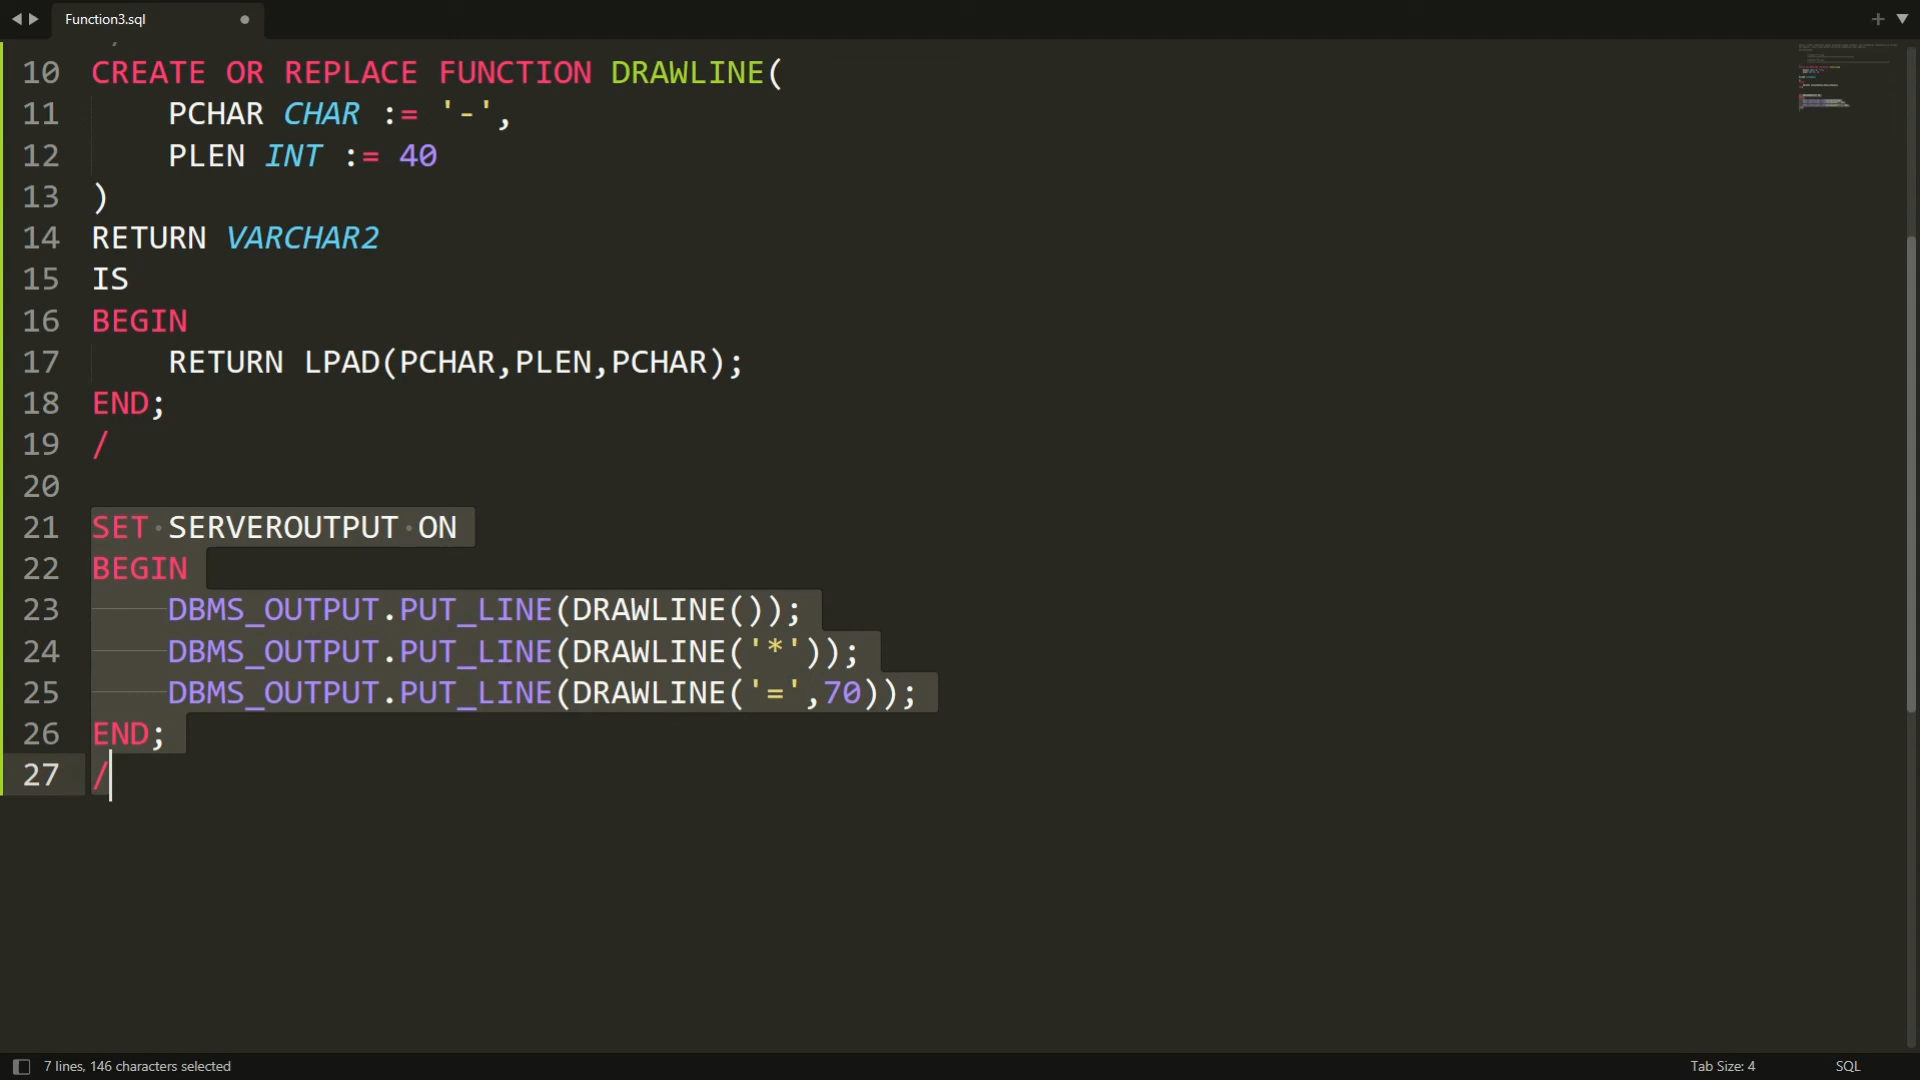 Function3.sql
10 CREATE OR REPLACE FUNCTION DRAWLINE(
11 PCHAR CHAR := '-',
12 PLEN INT := 40
13 )
14 RETURN VARCHAR2
15 IS
16 BEGIN
17 RETURN LPAD(PCHAR,PLEN,PCHAR);
18 END;
19 /
20
21 SET SERVEROUTPUT ON
22 BEGIN
23 DBMS_OUTPUT.PUT_LINE(DRAWLINE());
24 DBMS_OUTPUT.PUT_LINE(DRAWLINE('*'));
25 DBMS_OUTPUT.PUT_LINE(DRAWLINE('=',70));
26 END;
27 /
7 lines, 146 characters selected
Tab Size: 4
SQL